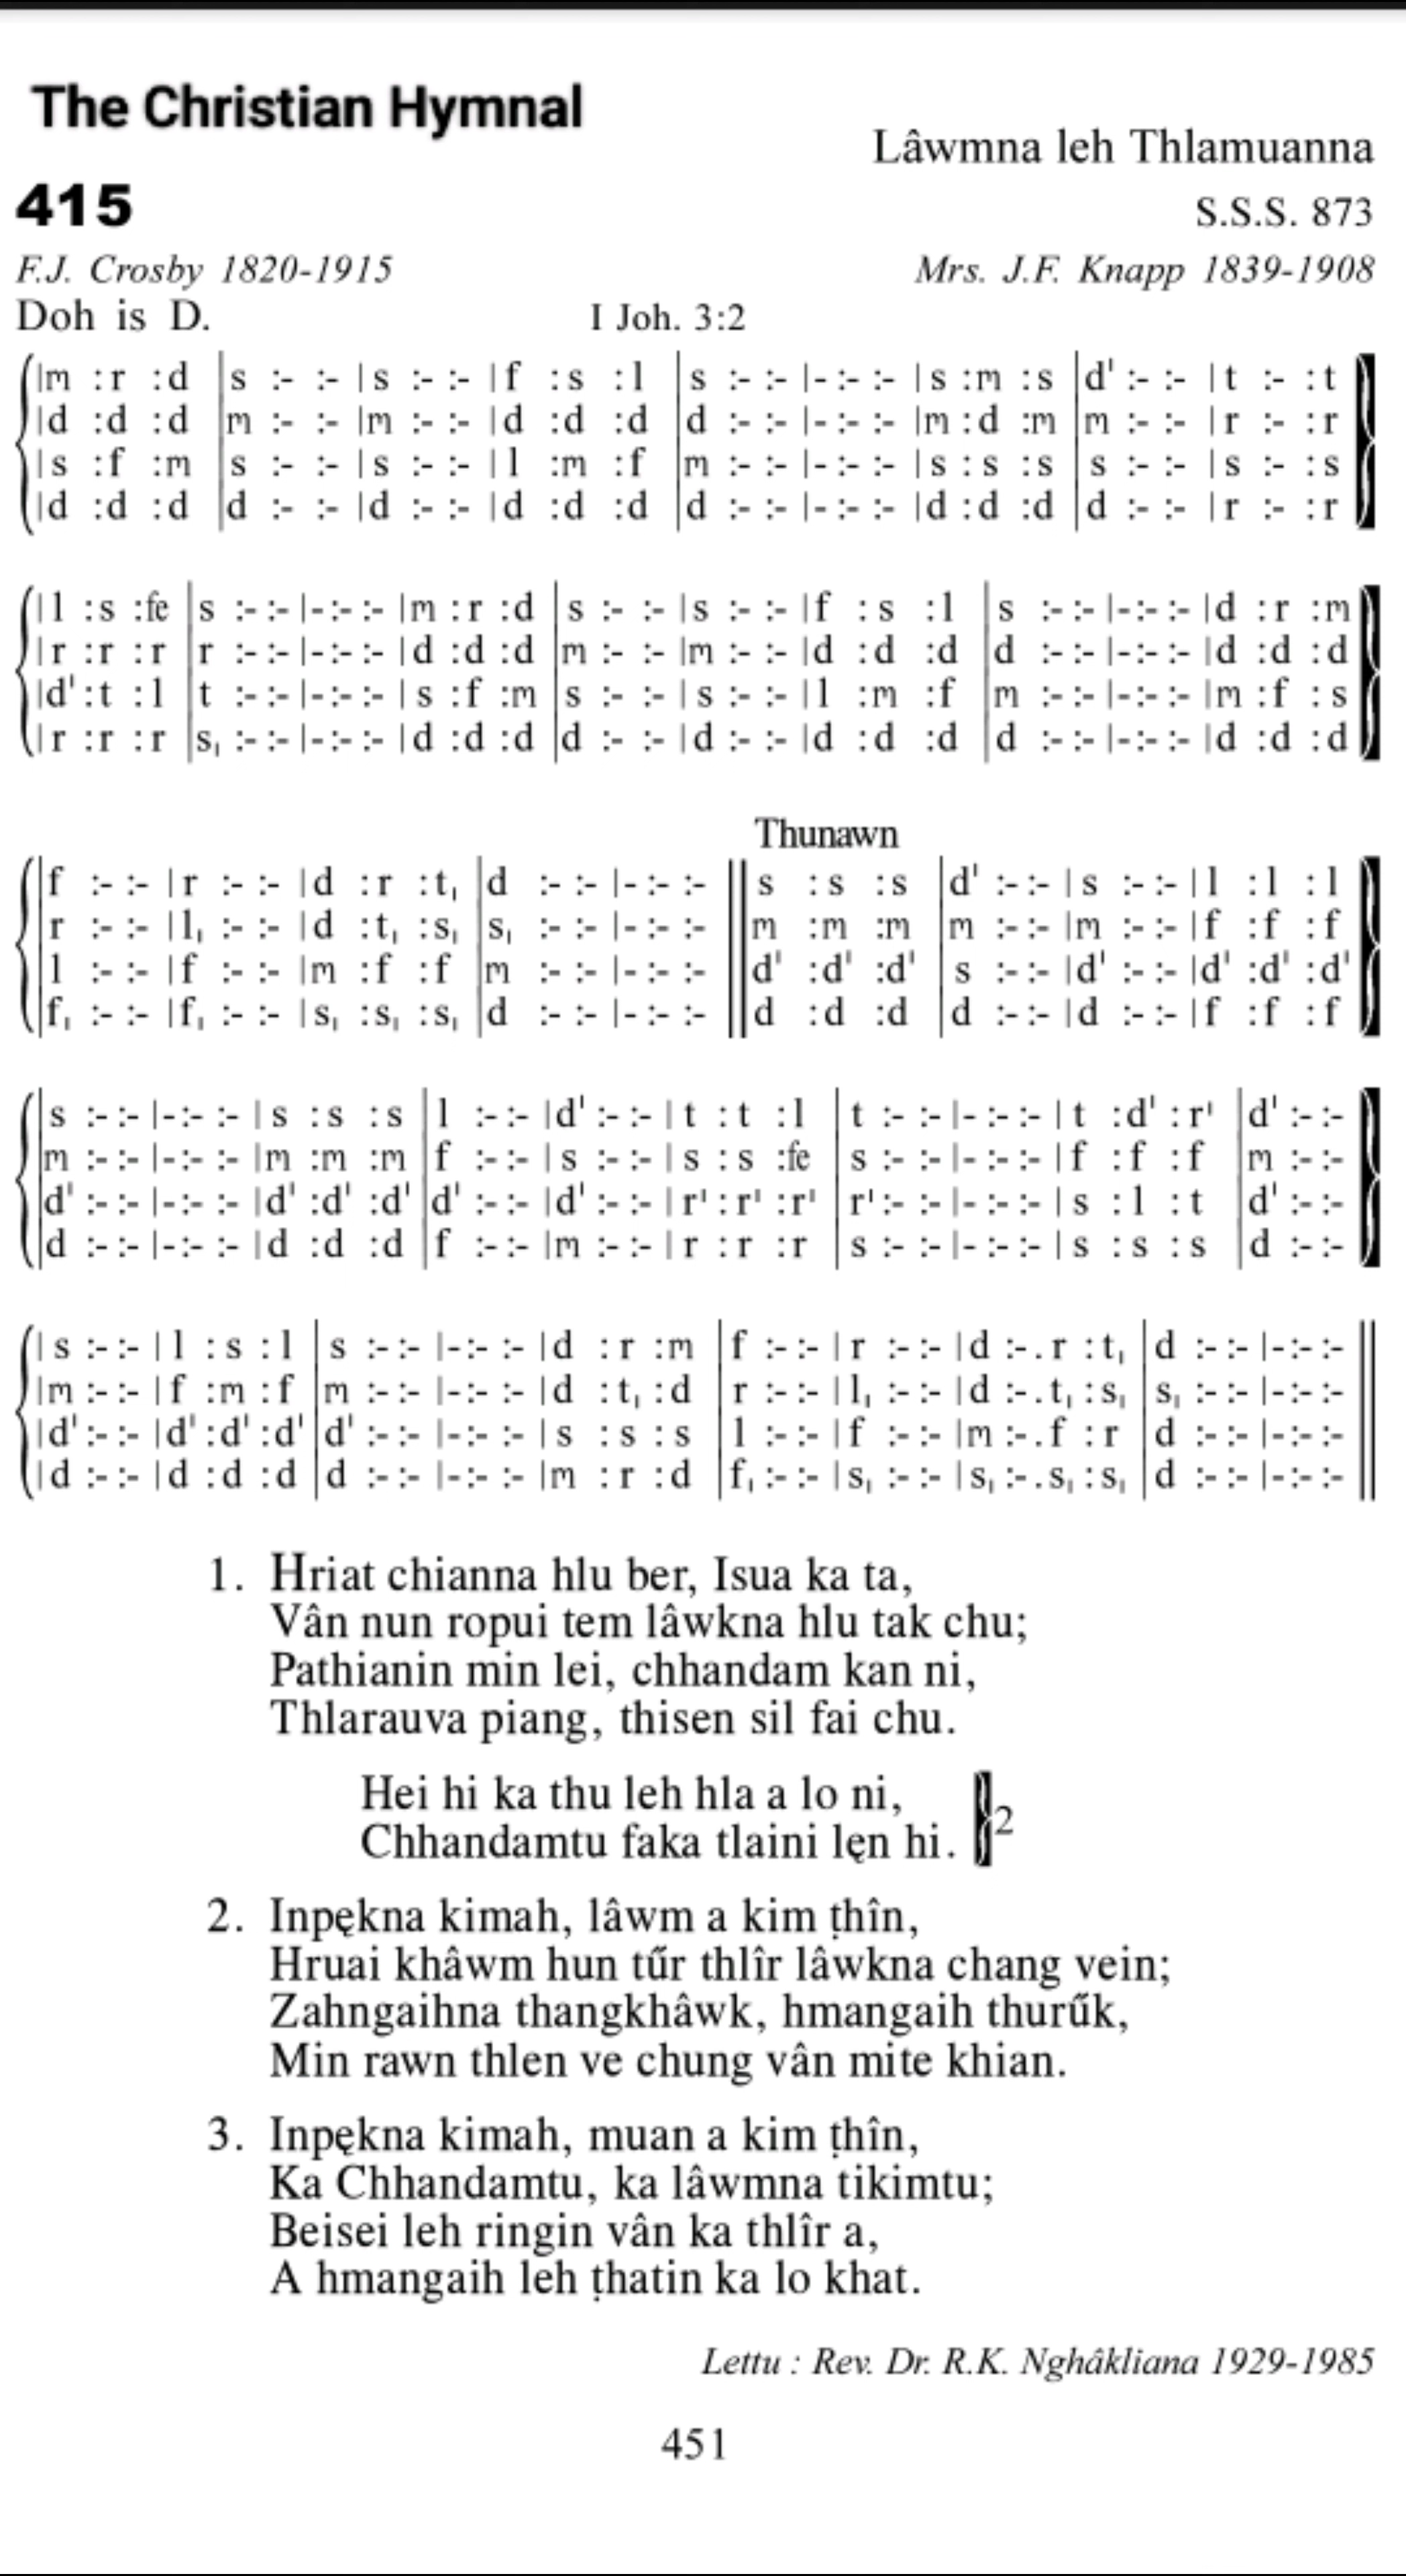 The Christian Hymnal
Lâwmna leh Thlamuanna
415
S.S.S. 873
F.J. Crosby 1820-1915 Mrs. J.F. Knapp 1839-1908
Doh is D. I Joh. 3:2
|m :r :d |s :- :- |s :- :- |f :s :l |s :- :- |- :- :- |s :m :s |d' :- :- |t :- :t
|d :d :d |m :- :- |m :- :- |d :d :d |d :- :- |- :- :- |m :d :m |m :- :- |r :- :r
|s :f :m |s :- :- |s :- :- |l :m :f |m :- :- |- :- :- |s :s :s |s :- :- |s :- :s
|d :d :d |d :- :- |d :- :- |d :d :d |d :- :- |- :- :- |d :d :d |d :- :- |r :- :r
|l :s :fe |s :- :- |- :- :- |m :r :d |s :- :- |s :- :- |f :s :l |s :- :- |- :- :- |d :r :m
|r :r :r |r :- :- |- :- :- |d :d :d |m :- :- |m :- :- |d :d :d |d :- :- |- :- :- |d :d :d
|d' :t :l |t :- :- |- :- :- |s :f :m |s :- :- |s :- :- |l :m :f |m :- :- |- :- :- |m :f :s
|r :r :r |s, :- :- |- :- :- |d :d :d |d :- :- |d :- :- |d :d :d |d :- :- |- :- :- |d :d :d
Thunawn
|f :- :- |r :- :- |d :r :t, |d :- :- |- :- :- ||s :s :s |d' :- :- |s :- :- |l :l :l
|r :- :- |l, :- :- |d :t, :s, |s, :- :- |- :- :- ||m :m :m |m :- :- |m :- :- |f :f :f
|l :- :- |f :- :- |m :f :f |m :- :- |- :- :- ||d' :d' :d' |s :- :- |d' :- :- |d' :d' :d'
|f, :- :- |f, :- :- |s, :s, :s, |d :- :- |- :- :- ||d :d :d |d :- :- |d :- :- |f :f :f
|s :- :- |- :- :- |s :s :s |l :- :- |d' :- :- |t :t :l |t :- :- |- :- :- |t :d' :r' |d' :- :-
|m :- :- |- :- :- |m :m :m |f :- :- |s :- :- |s :s :fe |s :- :- |- :- :- |f :f :f |m :- :-
|d' :- :- |- :- :- |d' :d' :d' |d' :- :- |d' :- :- |r' :r' :r' |r' :- :- |- :- :- |s :l :t |d' :- :-
|d :- :- |- :- :- |d :d :d |f :- :- |m :- :- |r :r :r |s :- :- |- :- :- |s :s :s |d :- :-
|s :- :- |l :s :l |s :- :- |- :- :- |d :r :m |f :- :- |r :- :- |d :-.r :t, |d :- :- |- :- :- ||
|m :- :- |f :m :f |m :- :- |- :- :- |d :t, :d |r :- :- |l, :- :- |d :-.t, :s, |s, :- :- |- :- :- ||
|d' :- :- |d' :d' :d' |d' :- :- |- :- :- |s :s :s |l :- :- |f :- :- |m :-.f :r |d :- :- |- :- :- ||
|d :- :- |d :d :d |d :- :- |- :- :- |m :r :d |f, :- :- |s, :- :- |s, :-.s, :s, |d :- :- |- :- :- ||
1. Hriat chianna hlu ber, Isua ka ta,
Vân nun ropui tem lâwkna hlu tak chu;
Pathianin min lei, chhandam kan ni,
Thlarauva piang, thisen sil fai chu.
Hei hi ka thu leh hla a lo ni,
Chhandamtu faka tlaini lęn hi. } 2
2. Inpękna kimah, lâwm a kim ṭhîn,
Hruai khâwm hun tűr thlîr lâwkna chang vein;
Zahngaihna thangkhâwk, hmangaih thurűk,
Min rawn thlen ve chung vân mite khian.
3. Inpękna kimah, muan a kim ṭhîn,
Ka Chhandamtu, ka lâwmna tikimtu;
Beisei leh ringin vân ka thlîr a,
A hmangaih leh ṭhatin ka lo khat.
Lettu : Rev. Dr. R.K. Nghâkliana 1929-1985
451